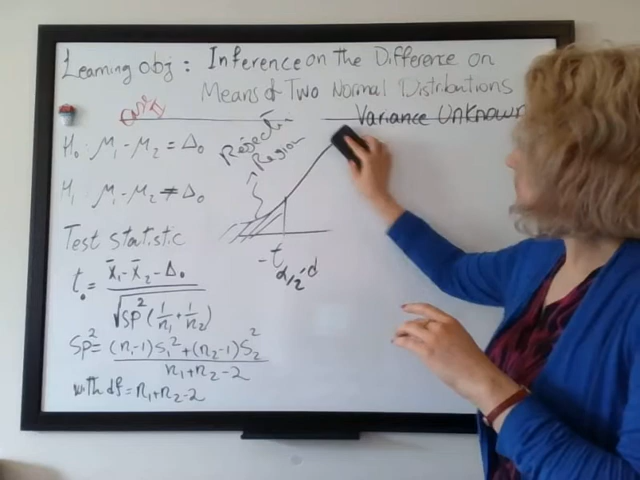 Learning obj: Inference on the Difference on
Means of Two Normal Distributions
Variance Unknown
Case I
H₀: μ₁ - μ₂ = Δ₀
H₁: μ₁ - μ₂ ≠ Δ₀
Test statistic
t₀ = x̄₁ - x̄₂ - Δ₀
√SP²(1/n₁ + 1/n₂)
SP² = (n₁-1)S₁² + (n₂-1)S₂²
n₁+n₂-2
with df = n₁+n₂-2
Rejection
Region
-t
α/2, d